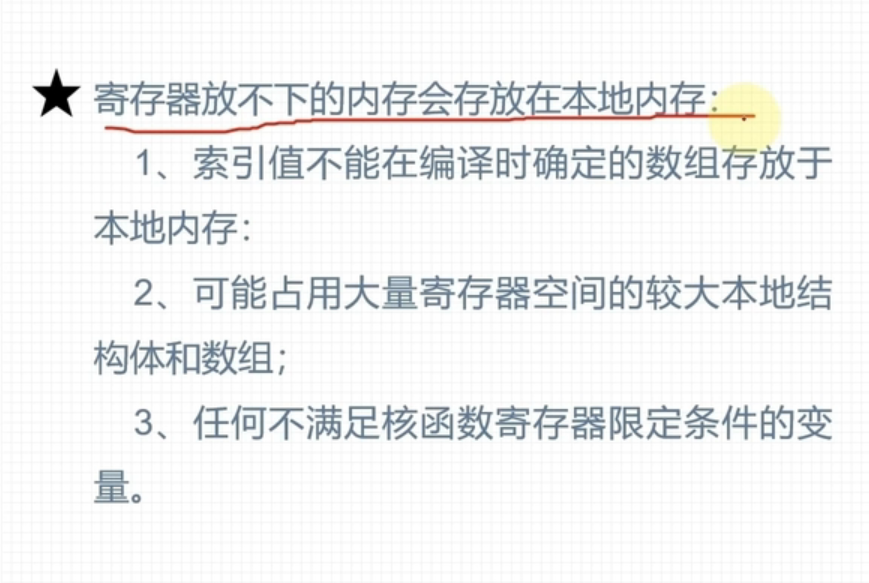 ★ 寄存器放不下的内存会存放在本地内存：
1、索引值不能在编译时确定的数组存放于
本地内存：
2、可能占用大量寄存器空间的较大本地结
构体和数组；
3、任何不满足核函数寄存器限定条件的变
量。